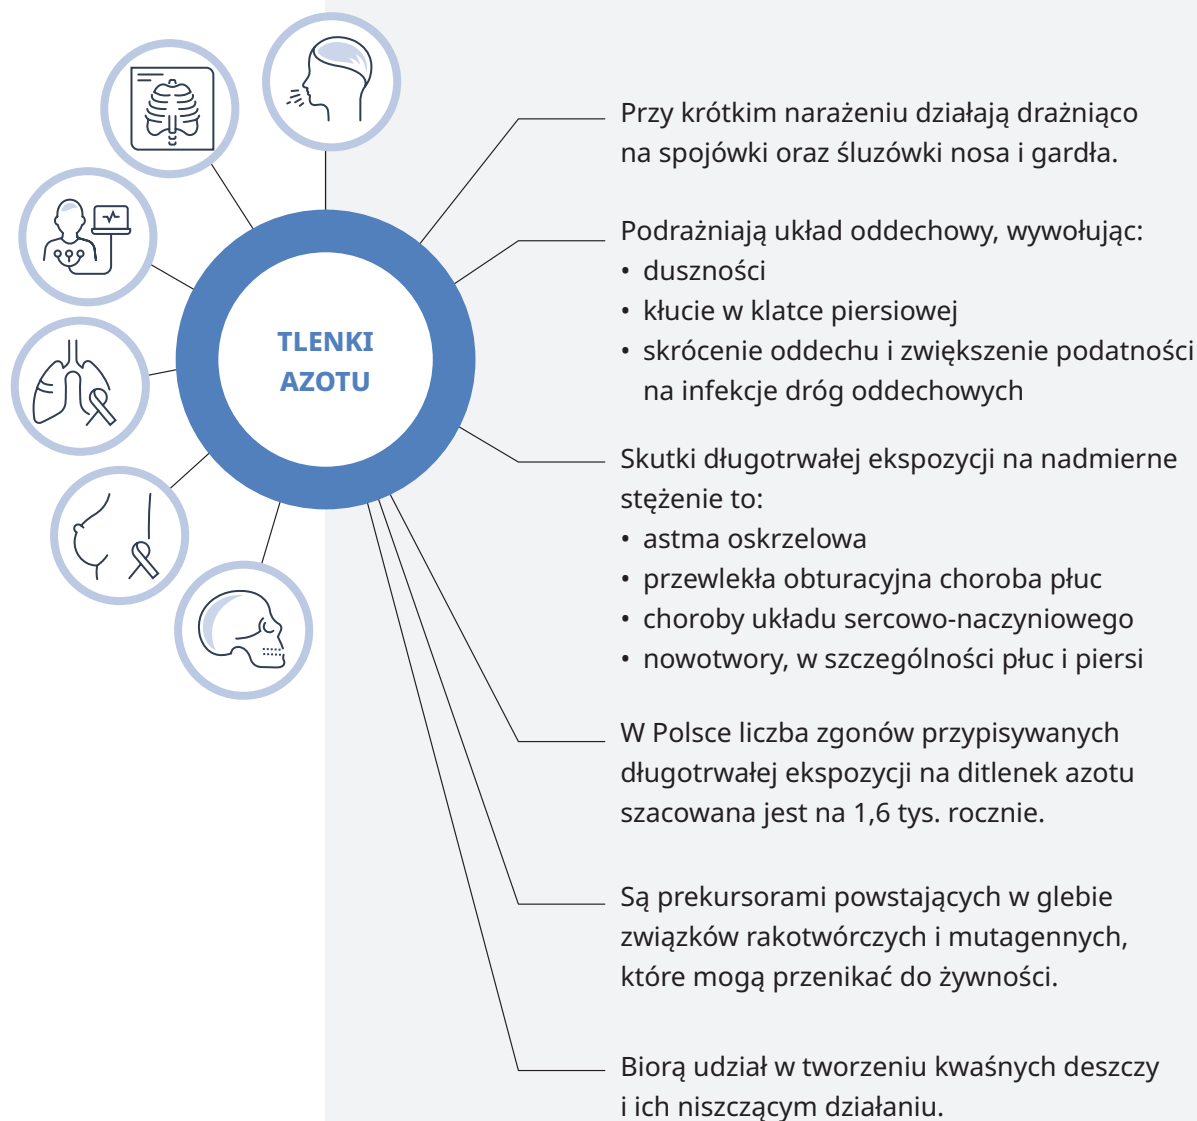 TLENKI
AZOTU
Przy krótkim narażeniu działają drażniąco
na spojówki oraz śluzówki nosa i gardła.
Podrażniają układ oddechowy, wywołując:
• duszności
• kłucie w klatce piersiowej
• skrócenie oddechu i zwiększenie podatności
na infekcje dróg oddechowych
Skutki długotrwałej ekspozycji na nadmierne
stężenie to:
• astma oskrzelowa
• przewlekła obturacyjna choroba płuc
• choroby układu sercowo-naczyniowego
• nowotwory, w szczególności płuc i piersi
W Polsce liczba zgonów przypisywanych
długotrwałej ekspozycji na ditlenek azotu
szacowana jest na 1,6 tys. rocznie.
Są prekursorami powstających w glebie
związków rakotwórczych i mutagennych,
które mogą przenikać do żywności.
Biorą udział w tworzeniu kwaśnych deszczy
i ich niszczącym działaniu.